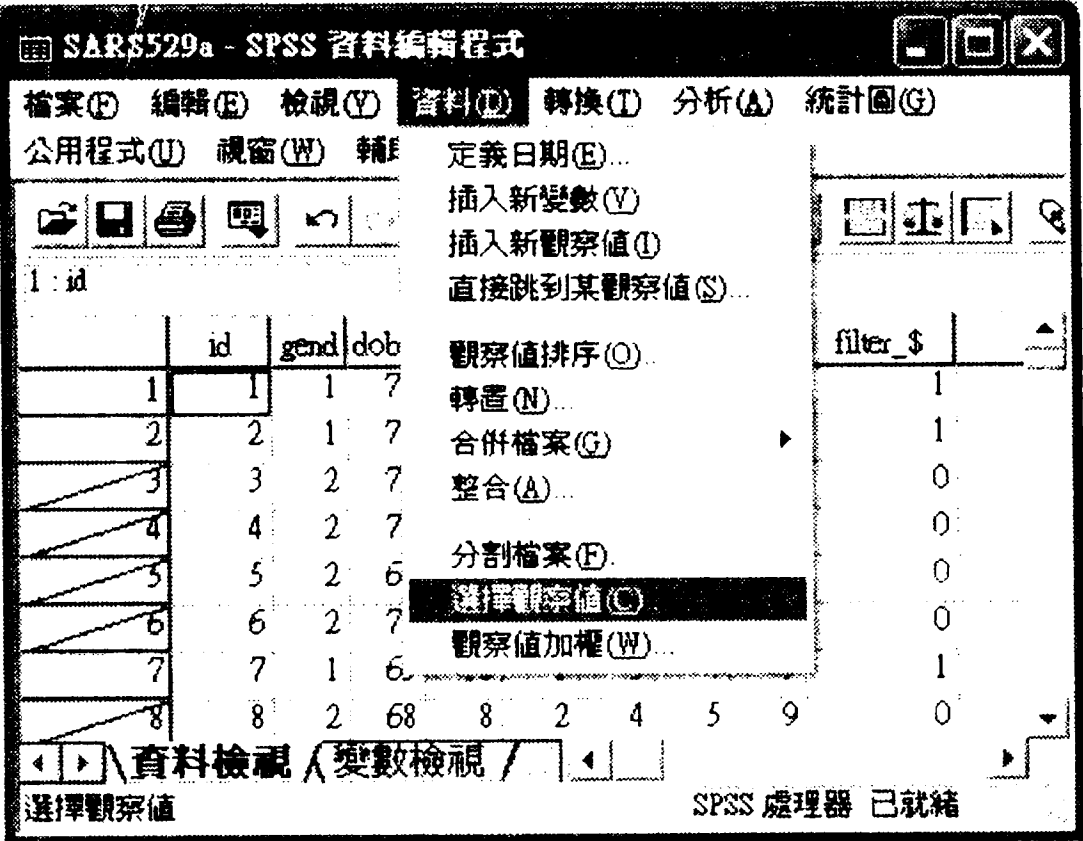 SARS529a - SPSS 資料編輯程式
檔案(F) 編輯(E) 檢視(V) 資料(D) 轉換(T) 分析(A) 統計圖(G)
公用程式(U) 視窗(W)
定義日期(E)...
插入新變數(V)
插入新觀察值(I)
直接跳到某觀察值(S)...
觀察值排序(O)...
轉置(N)...
合併檔案(G)
整合(A)...
分割檔案(F).
選擇觀察值(C)
觀察值加權(W)...
1 : id
id gend dob filter_$
1 1 1 7 1
2 2 1 7 1
3 3 2 7 0
4 4 2 7 0
5 5 2 6 0
6 6 2 7 0
7 7 1 6 1
8 8 2 68 8 2 4 5 9 0
資料檢視 變數檢視
選擇觀察值 SPSS 處理器 已就緒